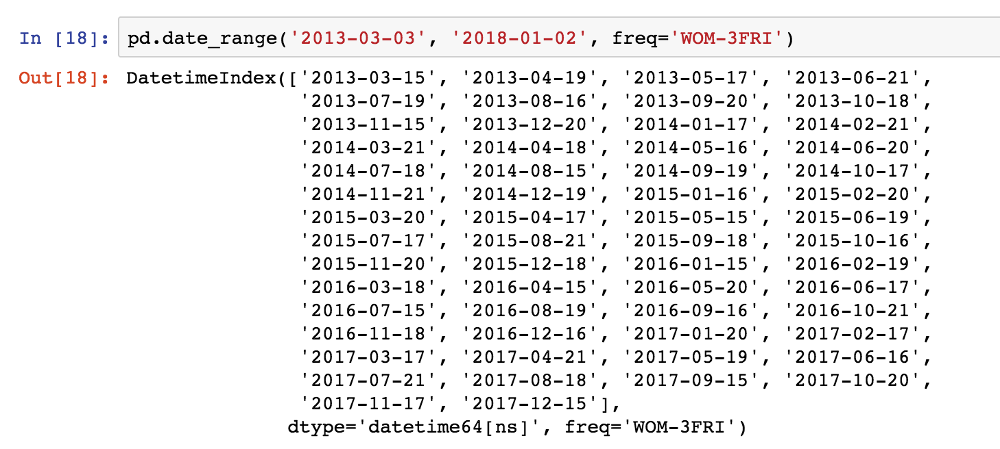 In [18]: pd.date_range('2013-03-03', '2018-01-02', freq='WOM-3FRI')
Out[18]: DatetimeIndex(['2013-03-15', '2013-04-19', '2013-05-17', '2013-06-21',
'2013-07-19', '2013-08-16', '2013-09-20', '2013-10-18',
'2013-11-15', '2013-12-20', '2014-01-17', '2014-02-21',
'2014-03-21', '2014-04-18', '2014-05-16', '2014-06-20',
'2014-07-18', '2014-08-15', '2014-09-19', '2014-10-17',
'2014-11-21', '2014-12-19', '2015-01-16', '2015-02-20',
'2015-03-20', '2015-04-17', '2015-05-15', '2015-06-19',
'2015-07-17', '2015-08-21', '2015-09-18', '2015-10-16',
'2015-11-20', '2015-12-18', '2016-01-15', '2016-02-19',
'2016-03-18', '2016-04-15', '2016-05-20', '2016-06-17',
'2016-07-15', '2016-08-19', '2016-09-16', '2016-10-21',
'2016-11-18', '2016-12-16', '2017-01-20', '2017-02-17',
'2017-03-17', '2017-04-21', '2017-05-19', '2017-06-16',
'2017-07-21', '2017-08-18', '2017-09-15', '2017-10-20',
'2017-11-17', '2017-12-15'],
dtype='datetime64[ns]', freq='WOM-3FRI')